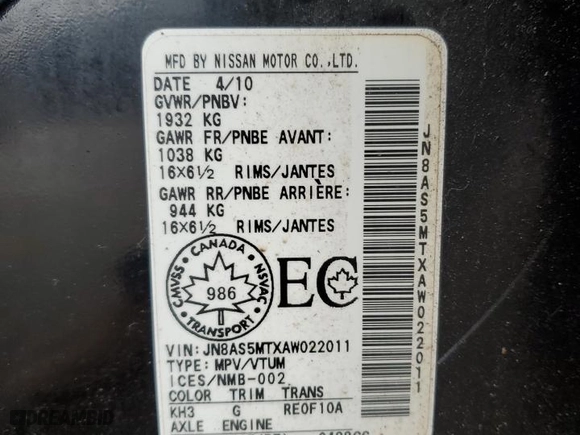 MFD BY NISSAN MOTOR CO.,LTD.
DATE 4/10
GVWR/PNBV:
1932 KG
GAWR FR/PNBE AVANT:
1038 KG
16X6½ RIMS/JANTES
GAWR RR/PNBE ARRIÈRE:
944 KG
16X6½ RIMS/JANTES
CANADA
CMVSS NSVAC
986
TRANSPORT
EC
VIN: JN8AS5MTXAW022011
TYPE: MPV/VTUM
ICES/NMB-002
COLOR TRIM TRANS
KH3 G RE0F10A
AXLE ENGINE
JN8AS5MTXAW022011